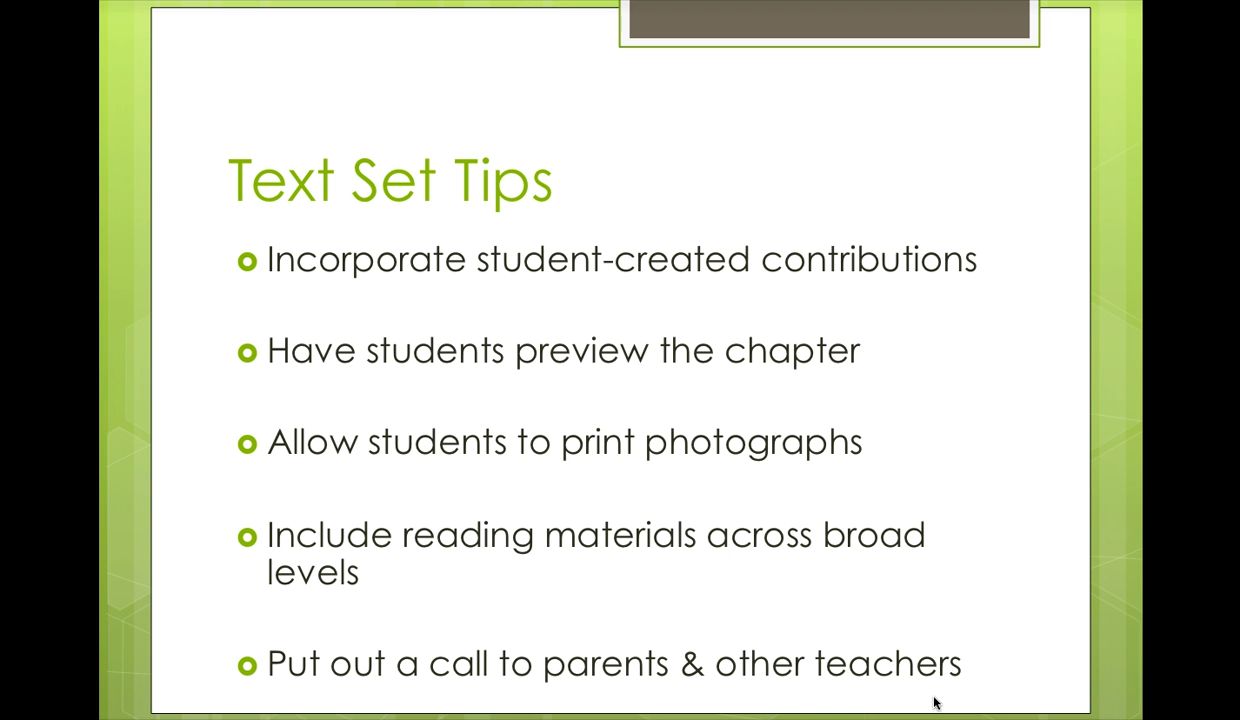 Text Set Tips
Incorporate student-created contributions
Have students preview the chapter
Allow students to print photographs
Include reading materials across broad
levels
Put out a call to parents & other teachers